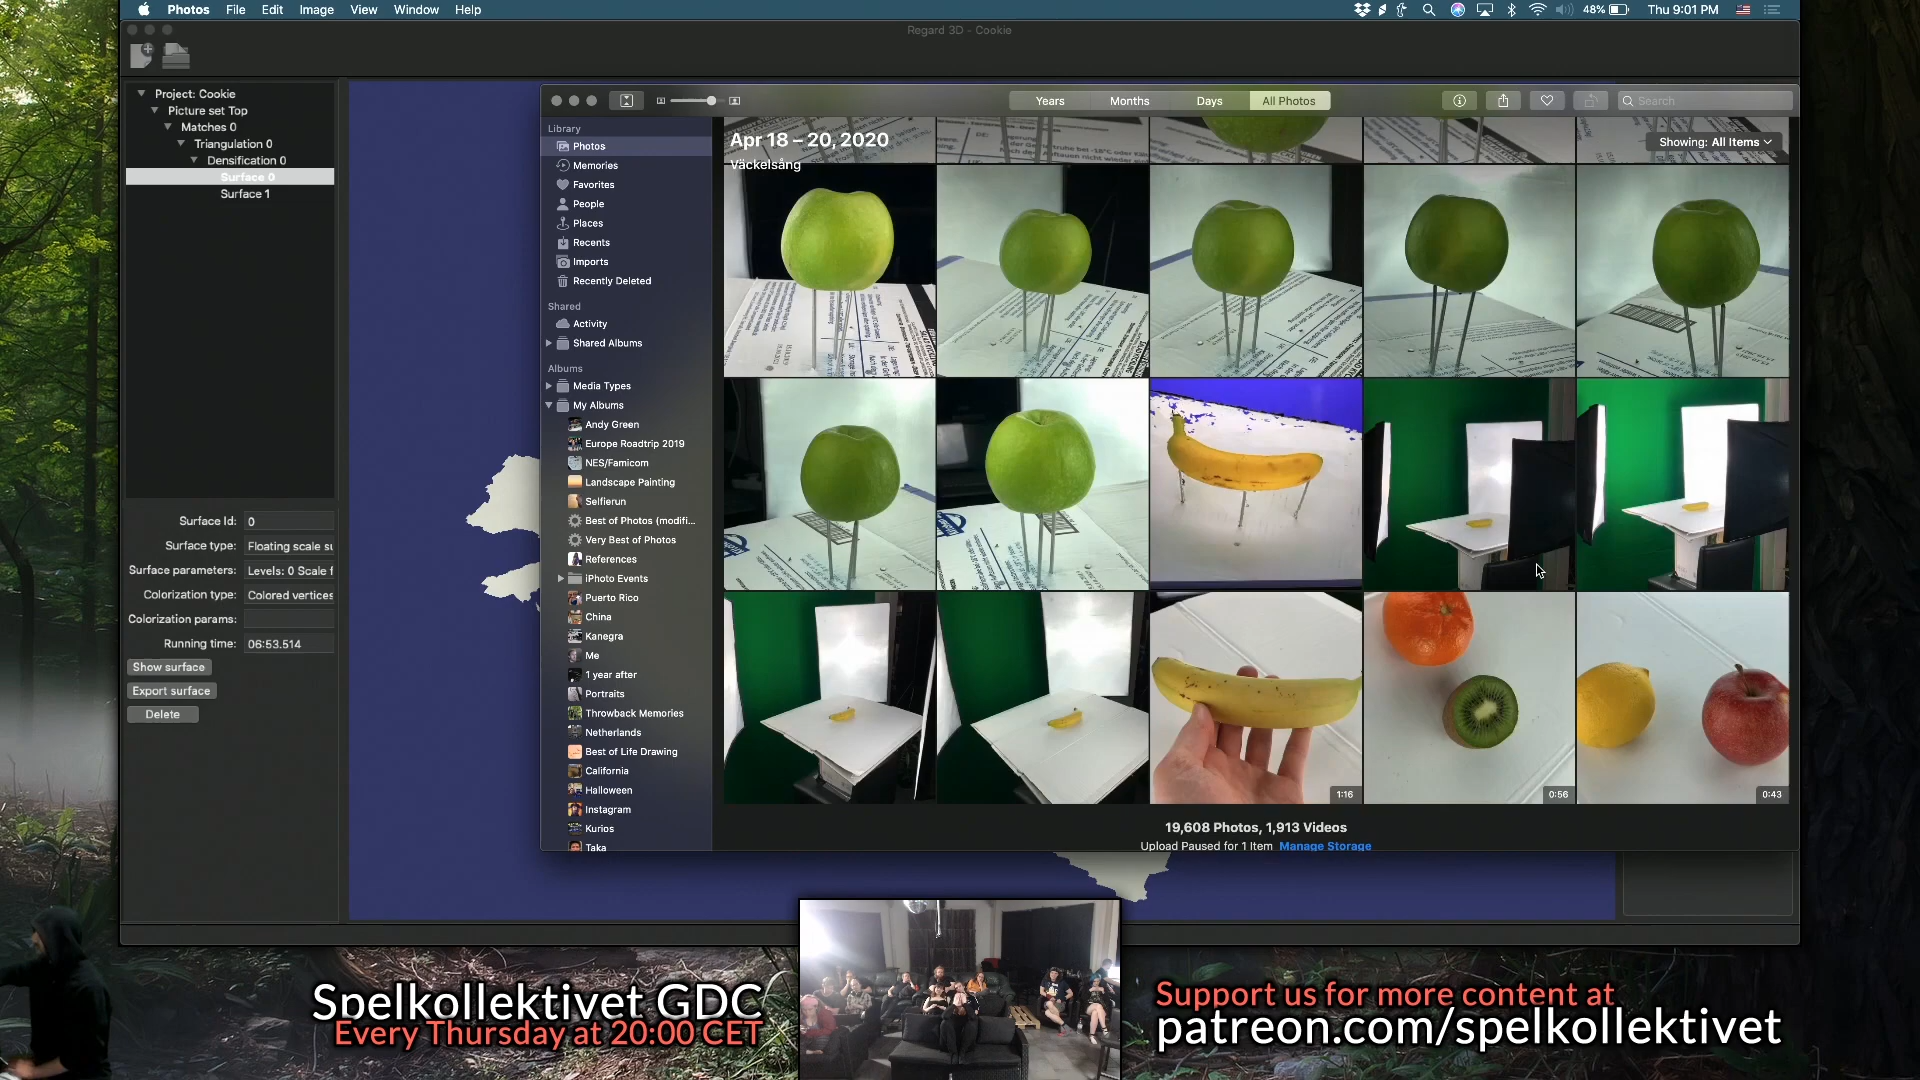 Photos File Edit Image View Window Help
48% Thu 9:01 PM
Regard 3D - Cookie
Project: Cookie
Picture set Top
Matches 0
Triangulation 0
Densification 0
Surface 0
Surface 1
Surface Id: 0
Surface type: Floating scale su
Surface parameters: Levels: 0 Scale f
Colorization type: Colored vertices
Colorization params:
Running time: 06:53.514
Show surface
Export surface
Delete
Years Months Days All Photos
Search
Library
Photos
Memories
Favorites
People
Places
Recents
Imports
Recently Deleted
Shared
Activity
Shared Albums
Albums
Media Types
My Albums
Andy Green
Europe Roadtrip 2019
NES/Famicom
Landscape Painting
Selfierun
Best of Photos (modifi...
Very Best of Photos
References
iPhoto Events
Puerto Rico
China
Kanegra
Me
1 year after
Portraits
Throwback Memories
Netherlands
Best of Life Drawing
California
Halloween
Instagram
Kurios
Taka
Apr 18 – 20, 2020
Väckelsång
Showing: All Items
1:16
0:56
0:43
19,608 Photos, 1,913 Videos
Upload Paused for 1 Item Manage Storage
Spelkollektivet GDC
Every Thursday at 20:00 CET
Support us for more content at
patreon.com/spelkollektivet